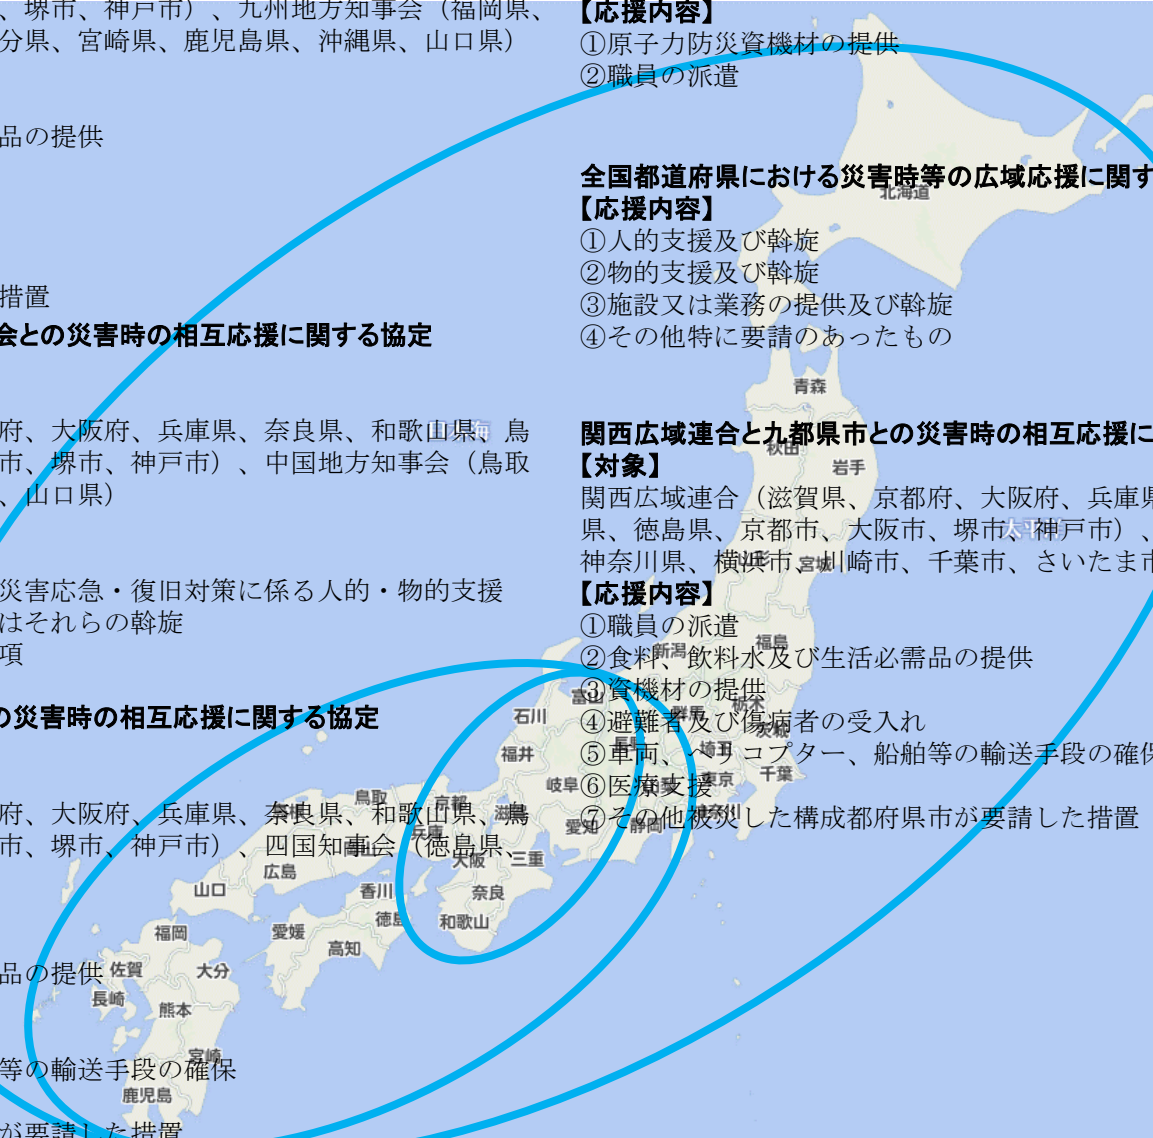 、堺市、神戸市）、九州地方知事会（福岡県、
分県、宮崎県、鹿児島県、沖縄県、山口県）
品の提供
措置
会との災害時の相互応援に関する協定
府、大阪府、兵庫県、奈良県、和歌山県、鳥
市、堺市、神戸市）、中国地方知事会（鳥取
、山口県）
災害応急・復旧対策に係る人的・物的支援
はそれらの斡旋
項
の災害時の相互応援に関する協定
府、大阪府、兵庫県、奈良県、和歌山県、鳥
市、堺市、神戸市）、四国知事会（徳島県、
品の提供
等の輸送手段の確保
が要請した措置
【応援内容】
①原子力防災資機材の提供
②職員の派遣
全国都道府県における災害時等の広域応援に関す
【応援内容】
①人的支援及び斡旋
②物的支援及び斡旋
③施設又は業務の提供及び斡旋
④その他特に要請のあったもの
関西広域連合と九都県市との災害時の相互応援に
【対象】
関西広域連合（滋賀県、京都府、大阪府、兵庫県
県、徳島県、京都市、大阪市、堺市、神戸市）、
神奈川県、横浜市、川崎市、千葉市、さいたま市
【応援内容】
①職員の派遣
②食料、飲料水及び生活必需品の提供
③資機材の提供
④避難者及び傷病者の受入れ
⑤車両、ヘリコプター、船舶等の輸送手段の確保
⑥医療支援
⑦その他被災した構成都府県市が要請した措置
北海道
青森
秋田
岩手
太平洋
山形
宮城
福島
新潟
富山
栃木
群馬
石川
茨城
長野
埼玉
福井
千葉
東京
岐阜
山梨
鳥取
京都
滋賀
島根
神奈川
愛知
静岡
兵庫
岡山
大阪
三重
広島
山口
香川
奈良
徳島
和歌山
福岡
愛媛
高知
佐賀
大分
長崎
熊本
宮崎
鹿児島